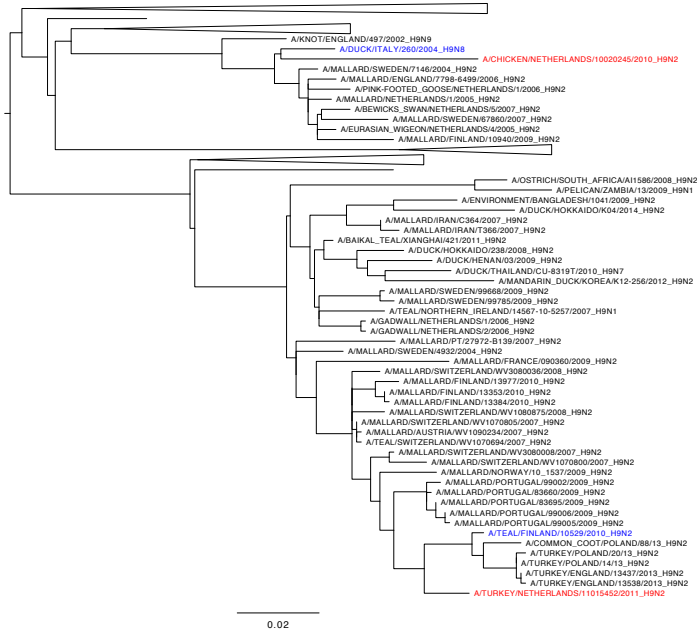 A/KNOT/ENGLAND/497/2002_H9N9
A/DUCK/ITALY/260/2004_H9N8
A/CHICKEN/NETHERLANDS/10020245/2010_H9N2
A/MALLARD/SWEDEN/7146/2004_H9N2
A/MALLARD/ENGLAND/7798-6499/2006_H9N2
A/PINK-FOOTED_GOOSE/NETHERLANDS/1/2006_H9N2
A/MALLARD/NETHERLANDS/1/2005_H9N2
A/BEWICKS_SWAN/NETHERLANDS/5/2007_H9N2
A/MALLARD/SWEDEN/67860/2007_H9N2
A/EURASIAN_WIGEON/NETHERLANDS/4/2005_H9N2
A/MALLARD/FINLAND/10940/2009_H9N2
A/OSTRICH/SOUTH_AFRICA/AI1586/2008_H9N2
A/PELICAN/ZAMBIA/13/2009_H9N1
A/ENVIRONMENT/BANGLADESH/1041/2009_H9N2
A/DUCK/HOKKAIDO/K04/2014_H9N2
A/MALLARD/IRAN/C364/2007_H9N2
A/MALLARD/IRAN/T366/2007_H9N2
A/BAIKAL_TEAL/XIANGHAI/421/2011_H9N2
A/DUCK/HOKKAIDO/238/2008_H9N2
A/DUCK/HENAN/03/2009_H9N2
A/DUCK/THAILAND/CU-8319T/2010_H9N7
A/MANDARIN_DUCK/KOREA/K12-256/2012_H9N2
A/MALLARD/SWEDEN/99668/2009_H9N2
A/MALLARD/SWEDEN/99785/2009_H9N2
A/TEAL/NORTHERN_IRELAND/14567-10-5257/2007_H9N1
A/GADWALL/NETHERLANDS/1/2006_H9N2
A/GADWALL/NETHERLANDS/2/2006_H9N2
A/MALLARD/PT/27972-B139/2007_H9N2
A/MALLARD/SWEDEN/4932/2004_H9N2
A/MALLARD/FRANCE/090360/2009_H9N2
A/MALLARD/SWITZERLAND/WV3080036/2008_H9N2
A/MALLARD/FINLAND/13977/2010_H9N2
A/MALLARD/FINLAND/13353/2010_H9N2
A/MALLARD/FINLAND/13384/2010_H9N2
A/MALLARD/SWITZERLAND/WV1080875/2008_H9N2
A/MALLARD/SWITZERLAND/WV1070805/2007_H9N2
A/MALLARD/AUSTRIA/WV1090234/2007_H9N2
A/TEAL/SWITZERLAND/WV1070694/2007_H9N2
A/MALLARD/SWITZERLAND/WV3080008/2007_H9N2
A/MALLARD/SWITZERLAND/WV1070800/2007_H9N2
A/MALLARD/NORWAY/10_1537/2009_H9N2
A/MALLARD/PORTUGAL/99002/2009_H9N2
A/MALLARD/PORTUGAL/83660/2009_H9N2
A/MALLARD/PORTUGAL/83695/2009_H9N2
A/MALLARD/PORTUGAL/99006/2009_H9N2
A/MALLARD/PORTUGAL/99005/2009_H9N2
A/TEAL/FINLAND/10529/2010_H9N2
A/COMMON_COOT/POLAND/88/13_H9N2
A/TURKEY/POLAND/20/13_H9N2
A/TURKEY/POLAND/14/13_H9N2
A/TURKEY/ENGLAND/13437/2013_H9N2
A/TURKEY/ENGLAND/13538/2013_H9N2
A/TURKEY/NETHERLANDS/11015452/2011_H9N2
0.02